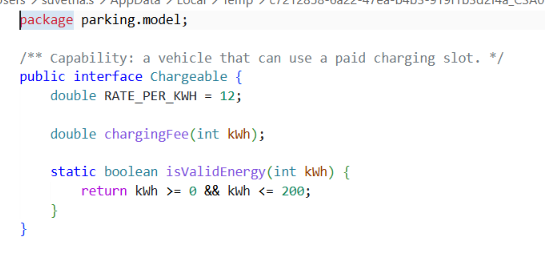 package parking.model;
/** Capability: a vehicle that can use a paid charging slot. */
public interface Chargeable {
    double RATE_PER_KWH = 12;
    double chargingFee(int kWh);
    static boolean isValidEnergy(int kWh) {
        return kWh >= 0 && kWh <= 200;
    }
}